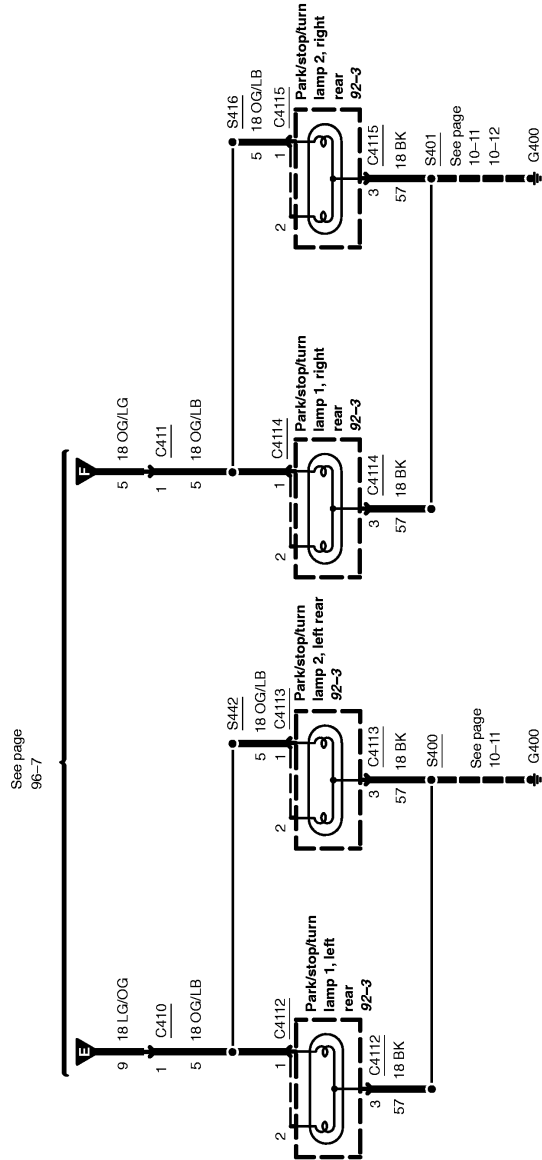 See page
96–7
E
9
18 LG/OG
1
C410
5
18 OG/LB
1
C4112
2
Park/stop/turn
lamp 1, left
rear
92–3
3
C4112
57
18 BK
S442
5
18 OG/LB
1
C4113
2
Park/stop/turn
lamp 2, left rear
92–3
3
C4113
57
18 BK
S400
See page
10–11
G400
F
5
18 OG/LG
1
C411
5
18 OG/LB
1
C4114
2
Park/stop/turn
lamp 1, right
rear
92–3
3
C4114
57
18 BK
S416
5
18 OG/LB
1
C4115
2
Park/stop/turn
lamp 2, right
rear
92–3
3
C4115
57
18 BK
S401
See page
10–11
10–12
G400